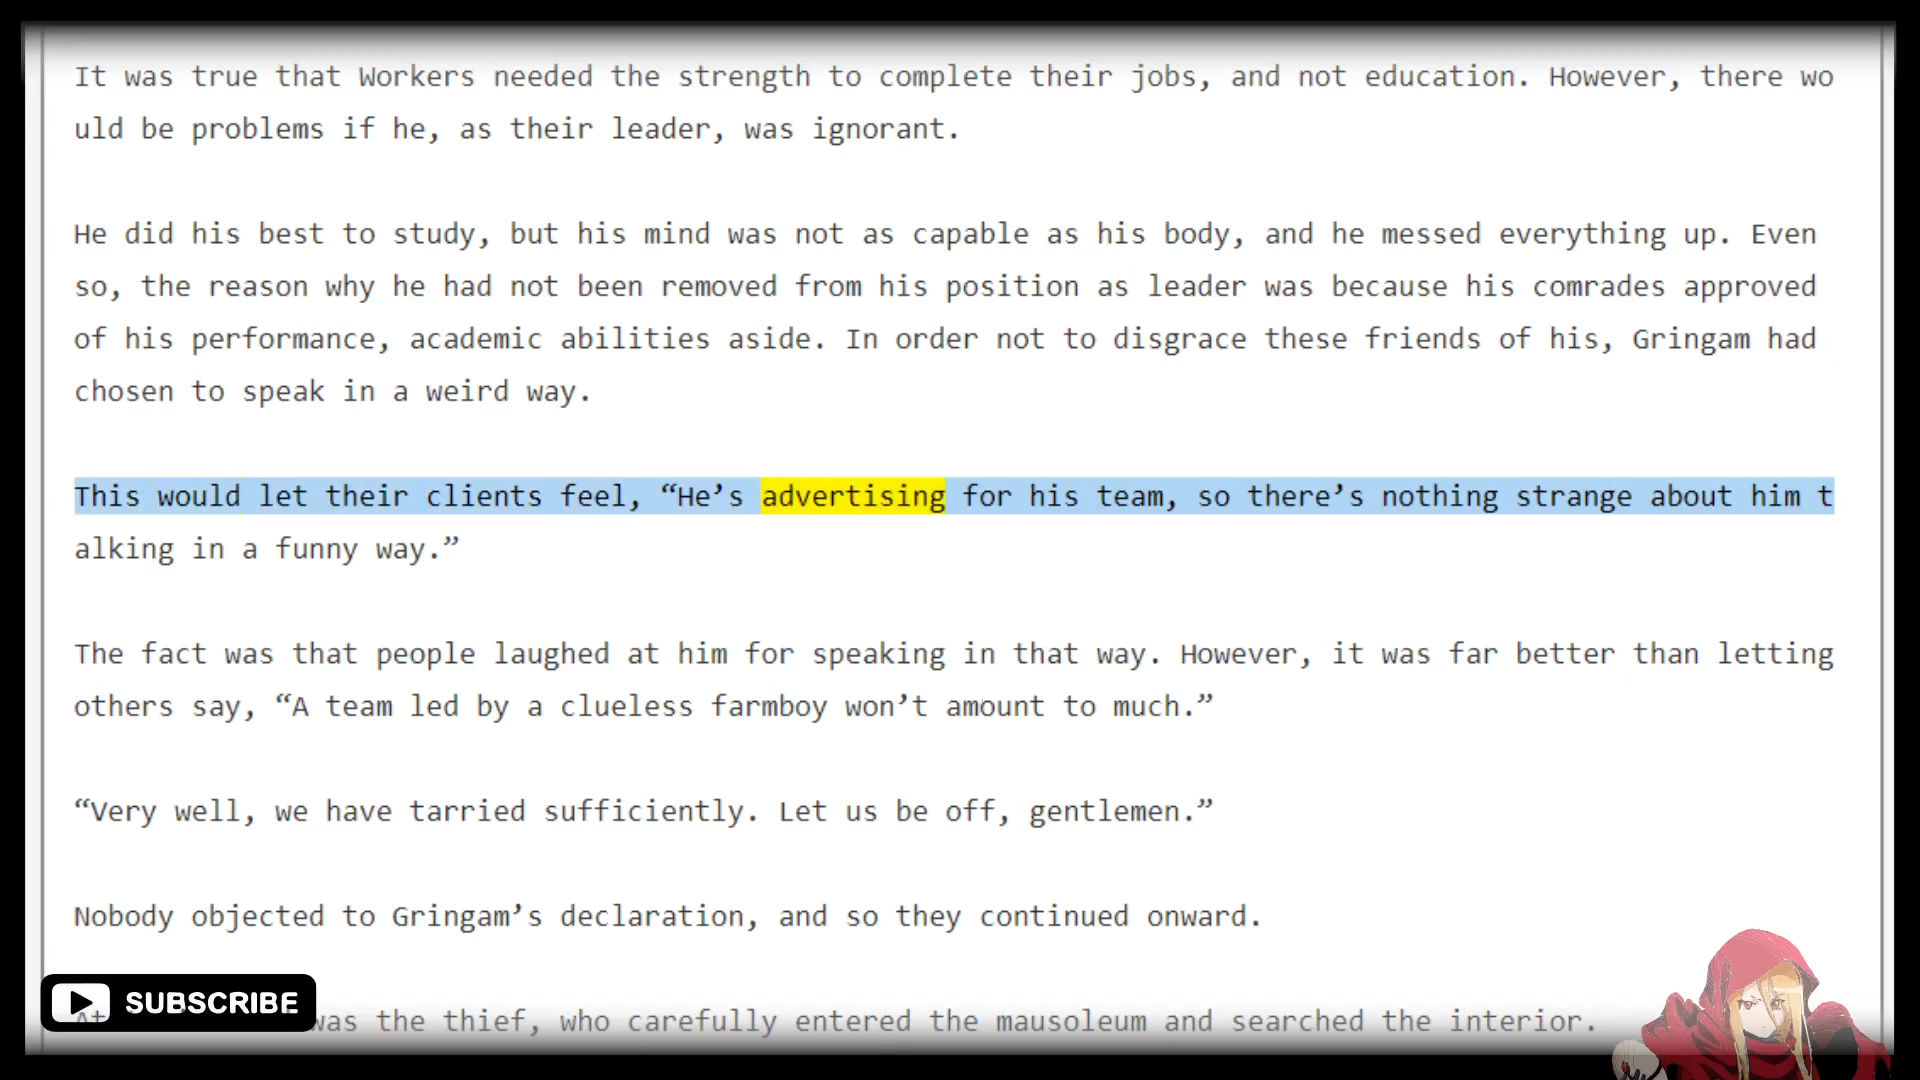 It was true that Workers needed the strength to complete their jobs, and not education. However, there wo
uld be problems if he, as their leader, was ignorant.
He did his best to study, but his mind was not as capable as his body, and he messed everything up. Even
so, the reason why he had not been removed from his position as leader was because his comrades approved
of his performance, academic abilities aside. In order not to disgrace these friends of his, Gringam had
chosen to speak in a weird way.
This would let their clients feel, “He’s advertising for his team, so there’s nothing strange about him t
alking in a funny way.”
The fact was that people laughed at him for speaking in that way. However, it was far better than letting
others say, “A team led by a clueless farmboy won’t amount to much.”
“Very well, we have tarried sufficiently. Let us be off, gentlemen.”
Nobody objected to Gringam’s declaration, and so they continued onward.
At was the thief, who carefully entered the mausoleum and searched the interior.
SUBSCRIBE